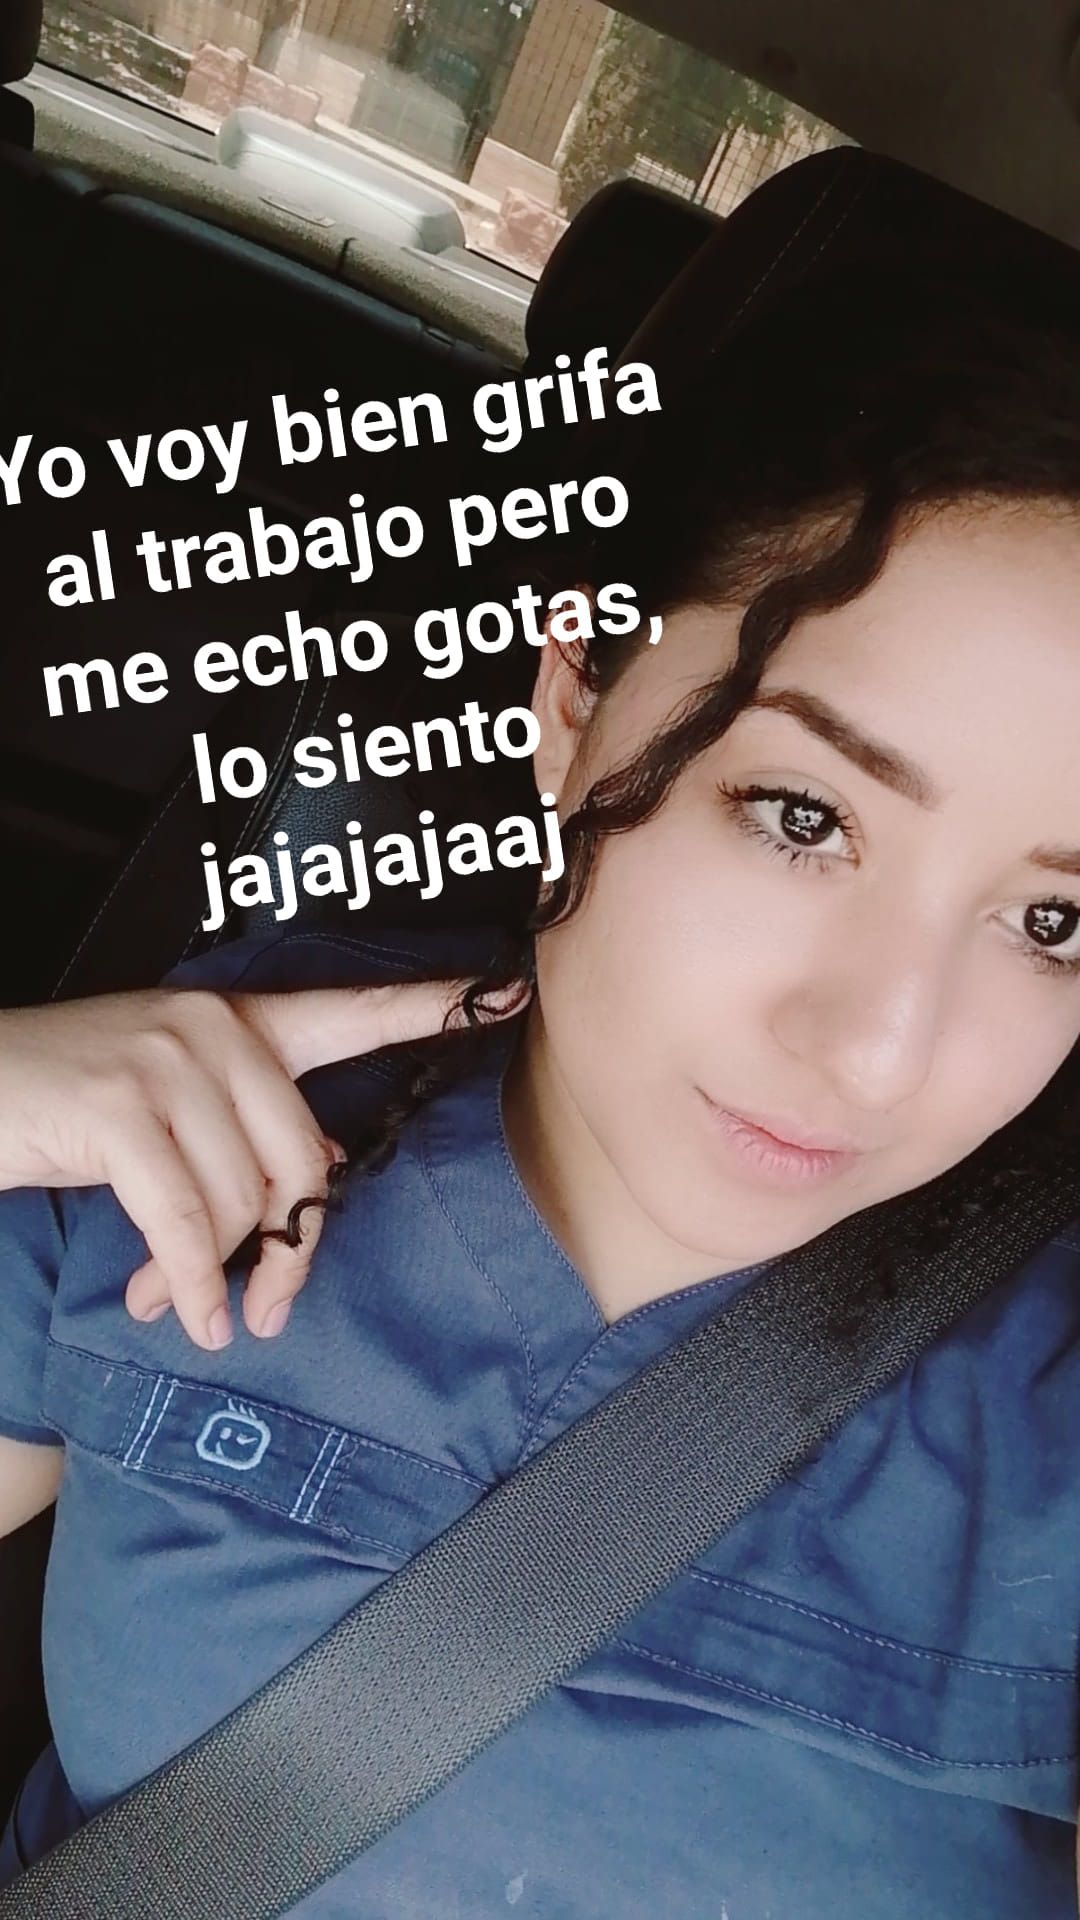 Yo voy bien grifa
al trabajo pero
me echo gotas,
lo siento
jajajajaaj